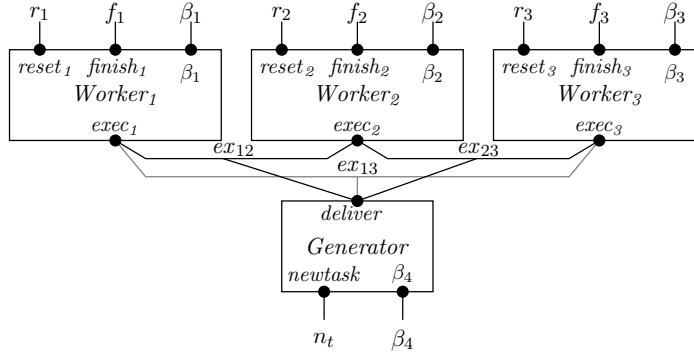 r₁ f₁ β₁ r₂ f₂ β₂ r₃ f₃ β₃
reset₁ finish₁ β₁ reset₂ finish₂ β₂ reset₃ finish₃ β₃
Worker₁ Worker₂ Worker₃
exec₁ exec₂ exec₃
ex₁₂ ex₂₃
ex₁₃
deliver
Generator
newtask β₄
nₜ β₄